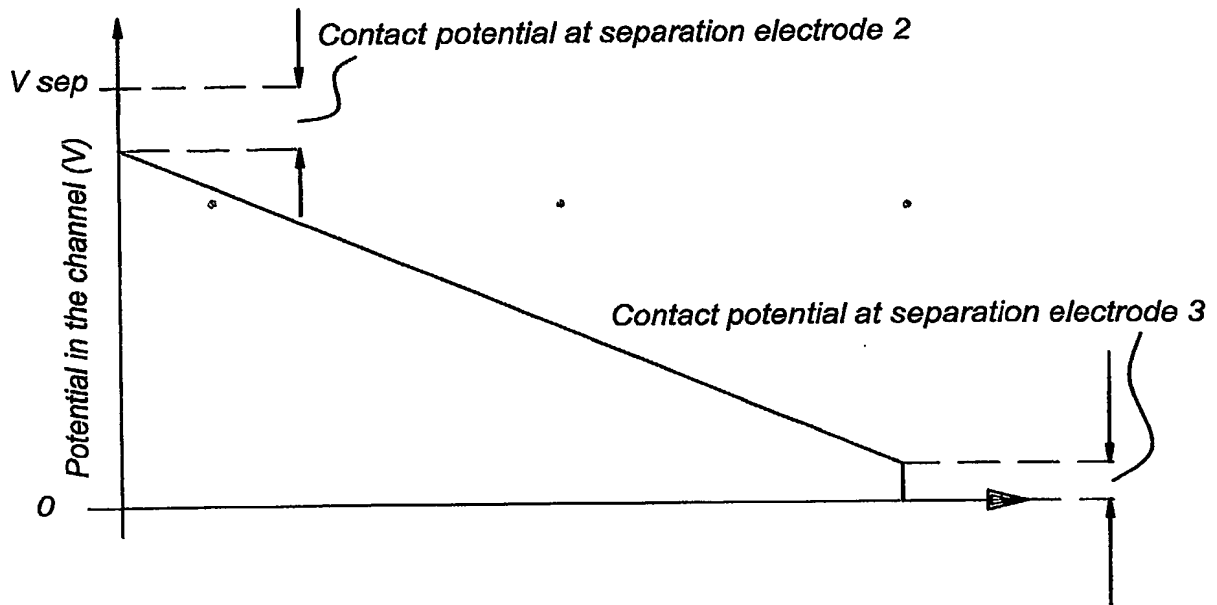 Contact potential at separation electrode 2
V sep
Potential in the channel (V)
Contact potential at separation electrode 3
0